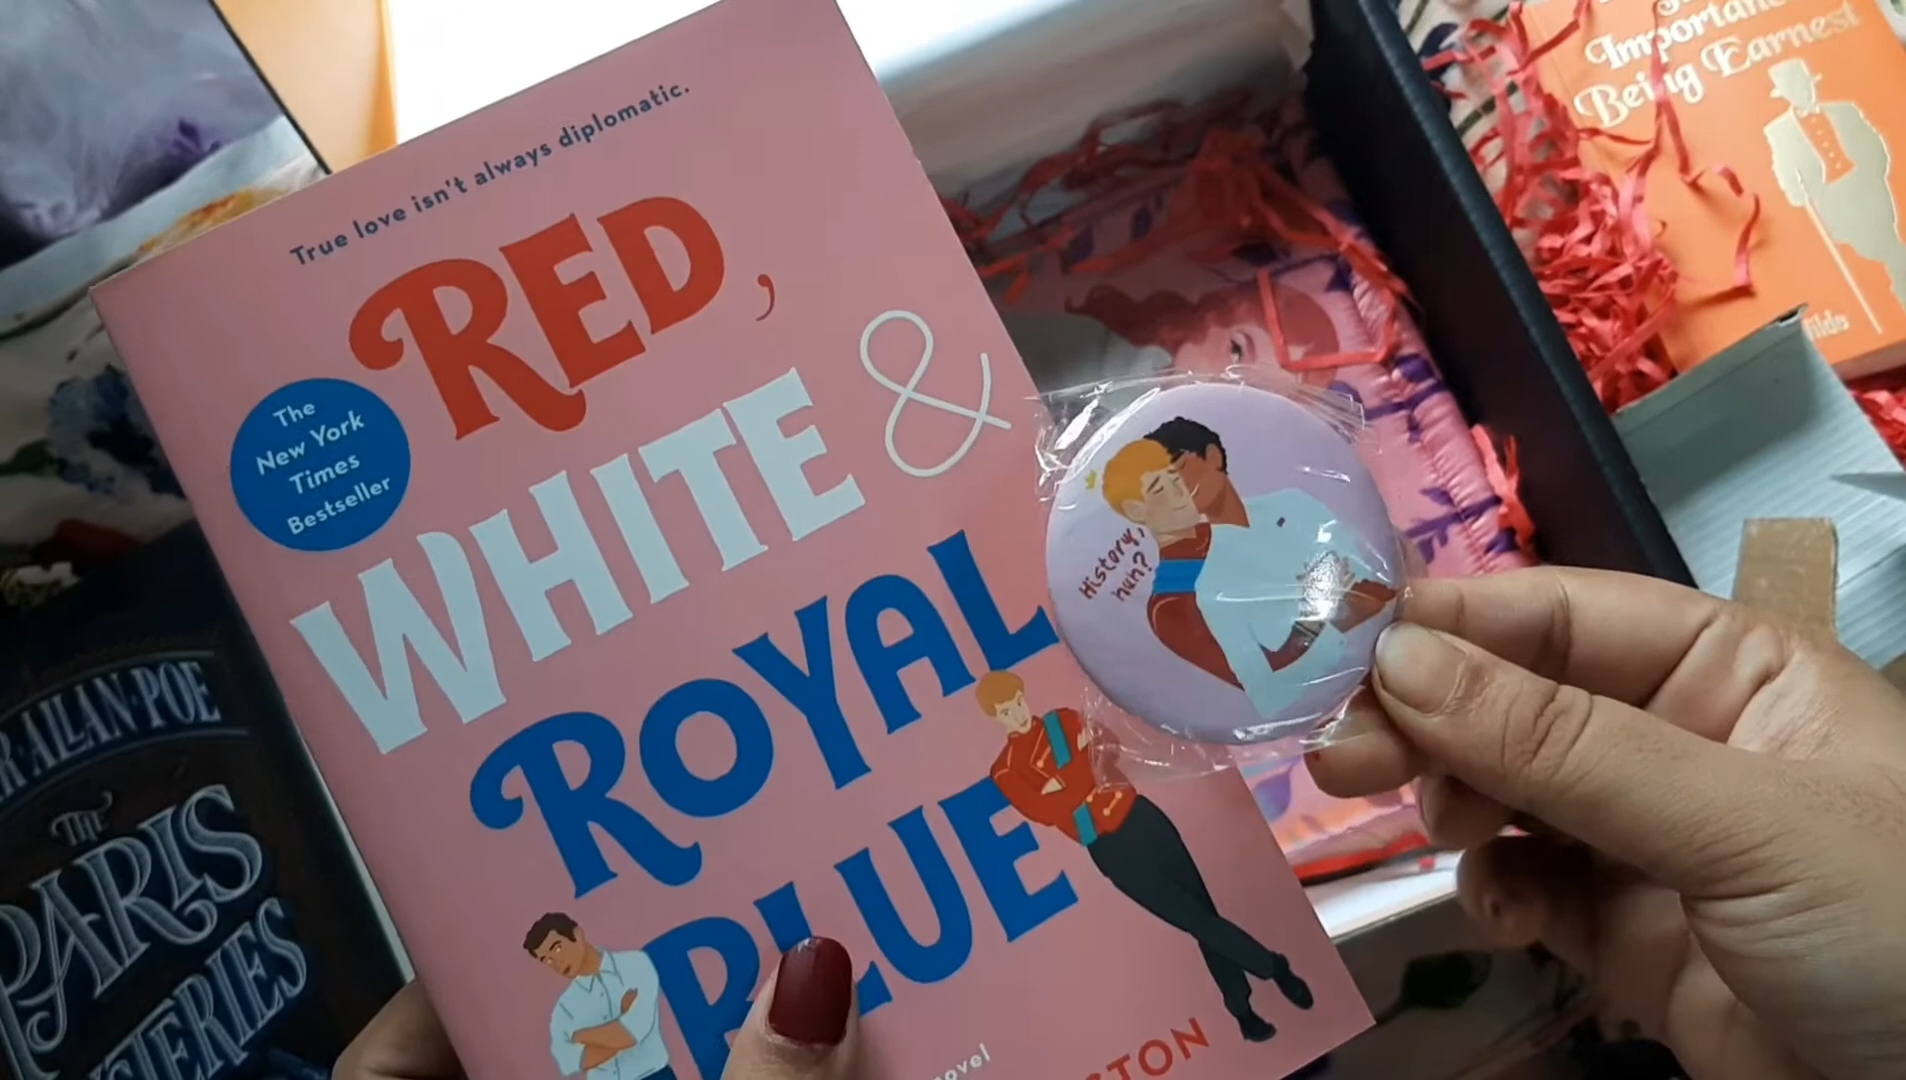 True love isn't always diplomatic.
RED,
WHITE &
ROYAL
BLUE
The
New York
Times
Bestseller
History,
huh?
Important
Being Earnest
ALLAN·POE
The
PARIS